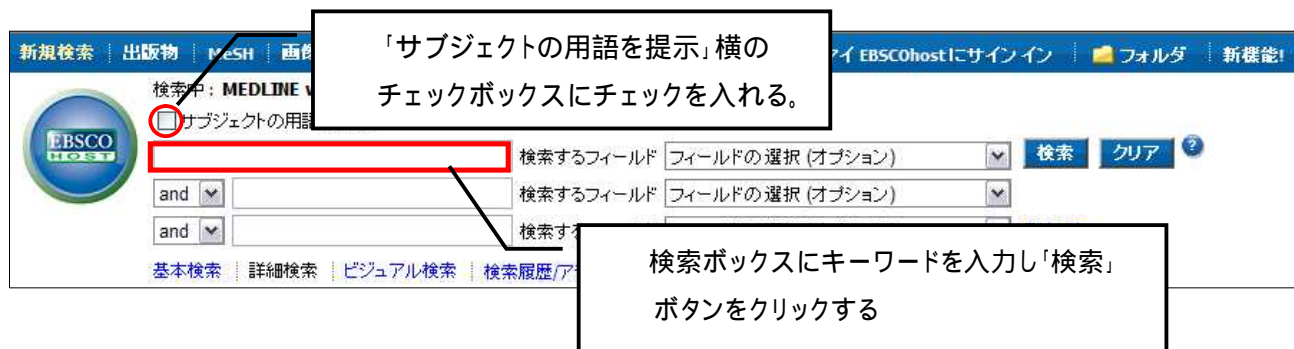 新規検索 出版物 MeSH 画像 マイ EBSCOhostにサイン イン フォルダ 新機能!
「サブジェクトの用語を提示」横の
チェックボックスにチェックを入れる。
検索中: MEDLINE
サブジェクトの用語
EBSCO
HOST
検索するフィールド フィールドの選択 (オプション) 検索 クリア ?
and 検索するフィールド フィールドの選択 (オプション)
and 検索する
基本検索 詳細検索 ビジュアル検索 検索履歴/ア
検索ボックスにキーワードを入力し「検索」
ボタンをクリックする